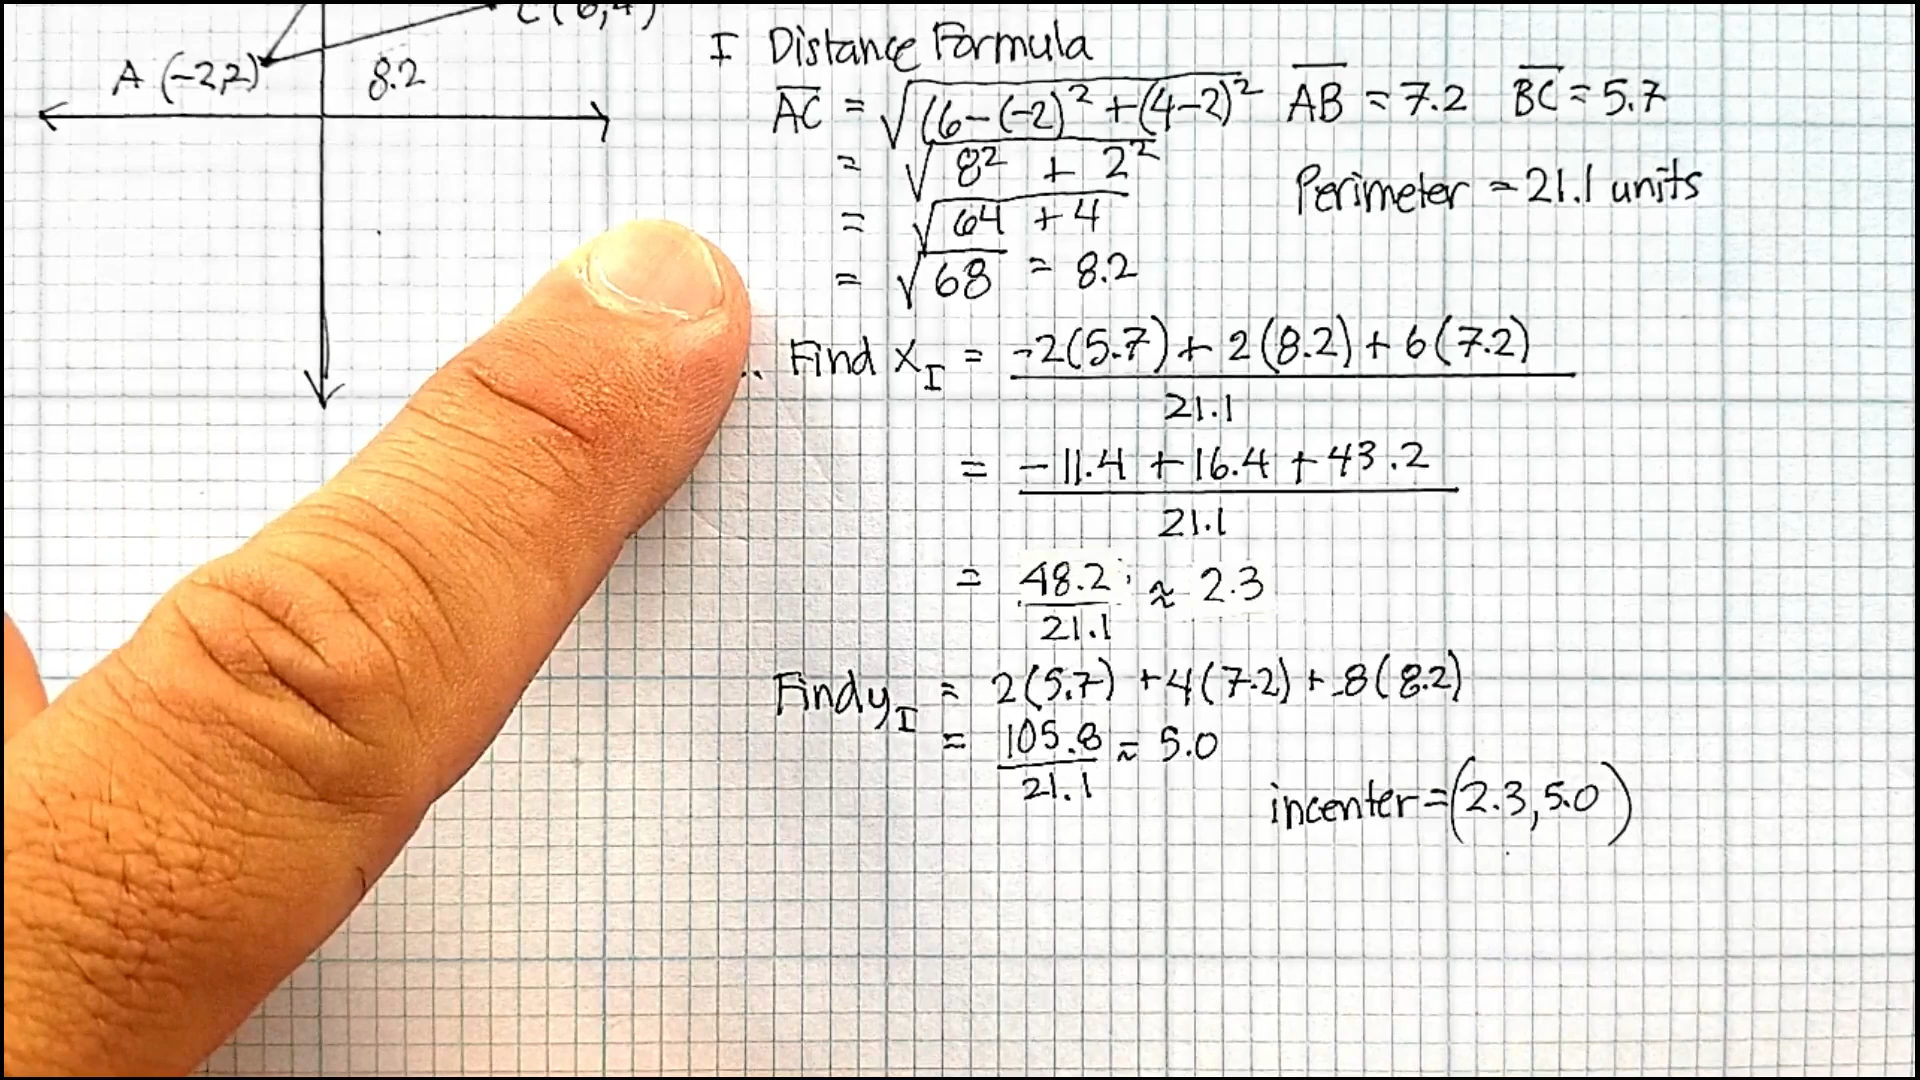 C(6,4)
A (-2,2)
8.2
I Distance Formula
AC = √(6-(-2)² +(4-2)²
= √8² + 2²
= √64 + 4
= √68 = 8.2
AB = 7.2 BC = 5.7
Perimeter = 21.1 units
Find x_I = -2(5.7)+ 2(8.2)+ 6(7.2)
21.1
= -11.4 +16.4 +43.2
21.1
= 48.2 ≈ 2.3
21.1
Find y_I = 2(5.7) +4(7.2) + 8(8.2)
= 105.8 ≈ 5.0
21.1
incenter=(2.3,5.0)